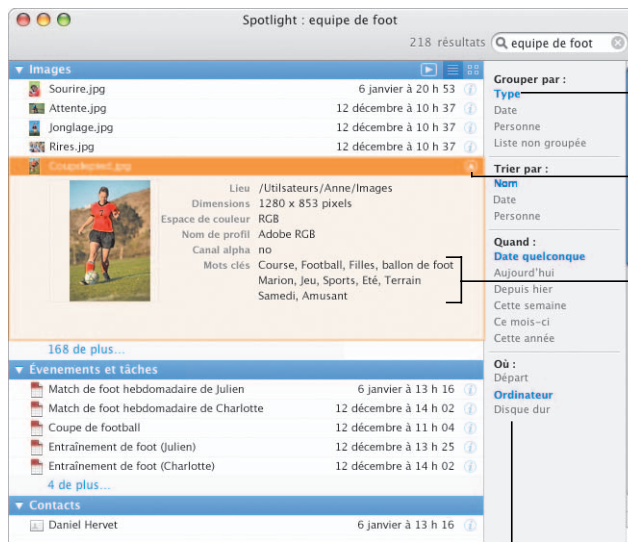 Spotlight : equipe de foot
218 résultats equipe de foot
Images
Sourire.jpg 6 janvier à 20 h 53
Attente.jpg 12 décembre à 10 h 37
Jonglage.jpg 12 décembre à 10 h 37
Rires.jpg 12 décembre à 10 h 37
Coupdepied.jpg
Lieu /Utilsateurs/Anne/Images
Dimensions 1280 x 853 pixels
Espace de couleur RGB
Nom de profil Adobe RGB
Canal alpha no
Mots clés Course, Football, Filles, ballon de foot
Marion, Jeu, Sports, Eté, Terrain
Samedi, Amusant
168 de plus...
Évenements et tâches
Match de foot hebdomadaire de Julien 6 janvier à 13 h 16
Match de foot hebdomadaire de Charlotte 12 décembre à 14 h 02
Coupe de football 12 décembre à 11 h 04
Entraînement de foot (Julien) 12 décembre à 13 h 25
Entraînement de foot (Charlotte) 12 décembre à 14 h 02
4 de plus...
Contacts
Daniel Hervet 6 janvier à 13 h 16
Grouper par :
Type
Date
Personne
Liste non groupée
Trier par :
Nom
Date
Personne
Quand :
Date quelconque
Aujourd'hui
Depuis hier
Cette semaine
Ce mois-ci
Cette année
Où :
Départ
Ordinateur
Disque dur